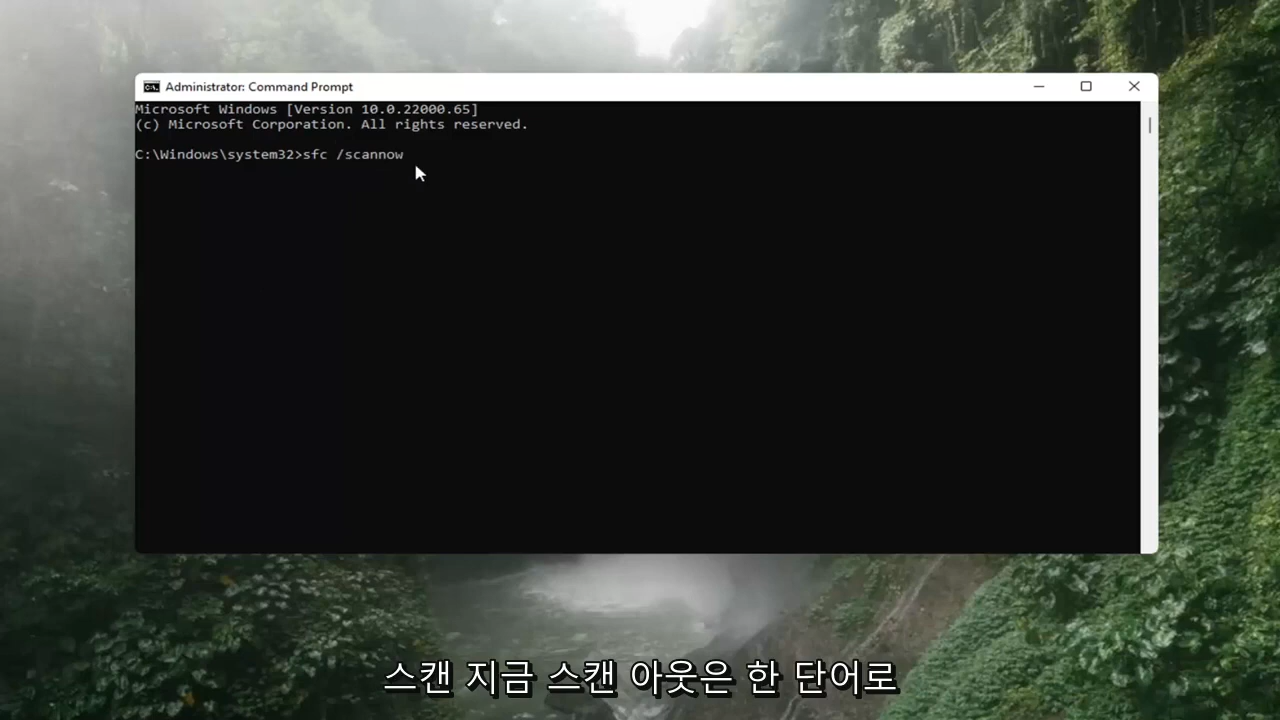 Administrator: Command Prompt
Microsoft Windows [Version 10.0.22000.65]
(c) Microsoft Corporation. All rights reserved.
C:\Windows\system32>sfc /scannow
스캔 지금 스캔 아웃은 한 단어로